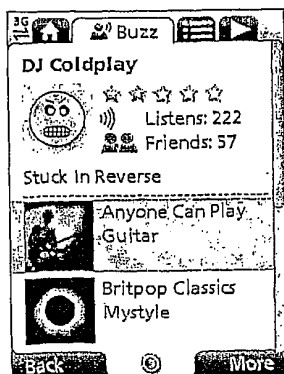 3G
Buzz
DJ Coldplay
Listens: 222
Friends: 57
Stuck In Reverse
Anyone Can Play
Guitar
Britpop Classics
Mystyle
Back
More